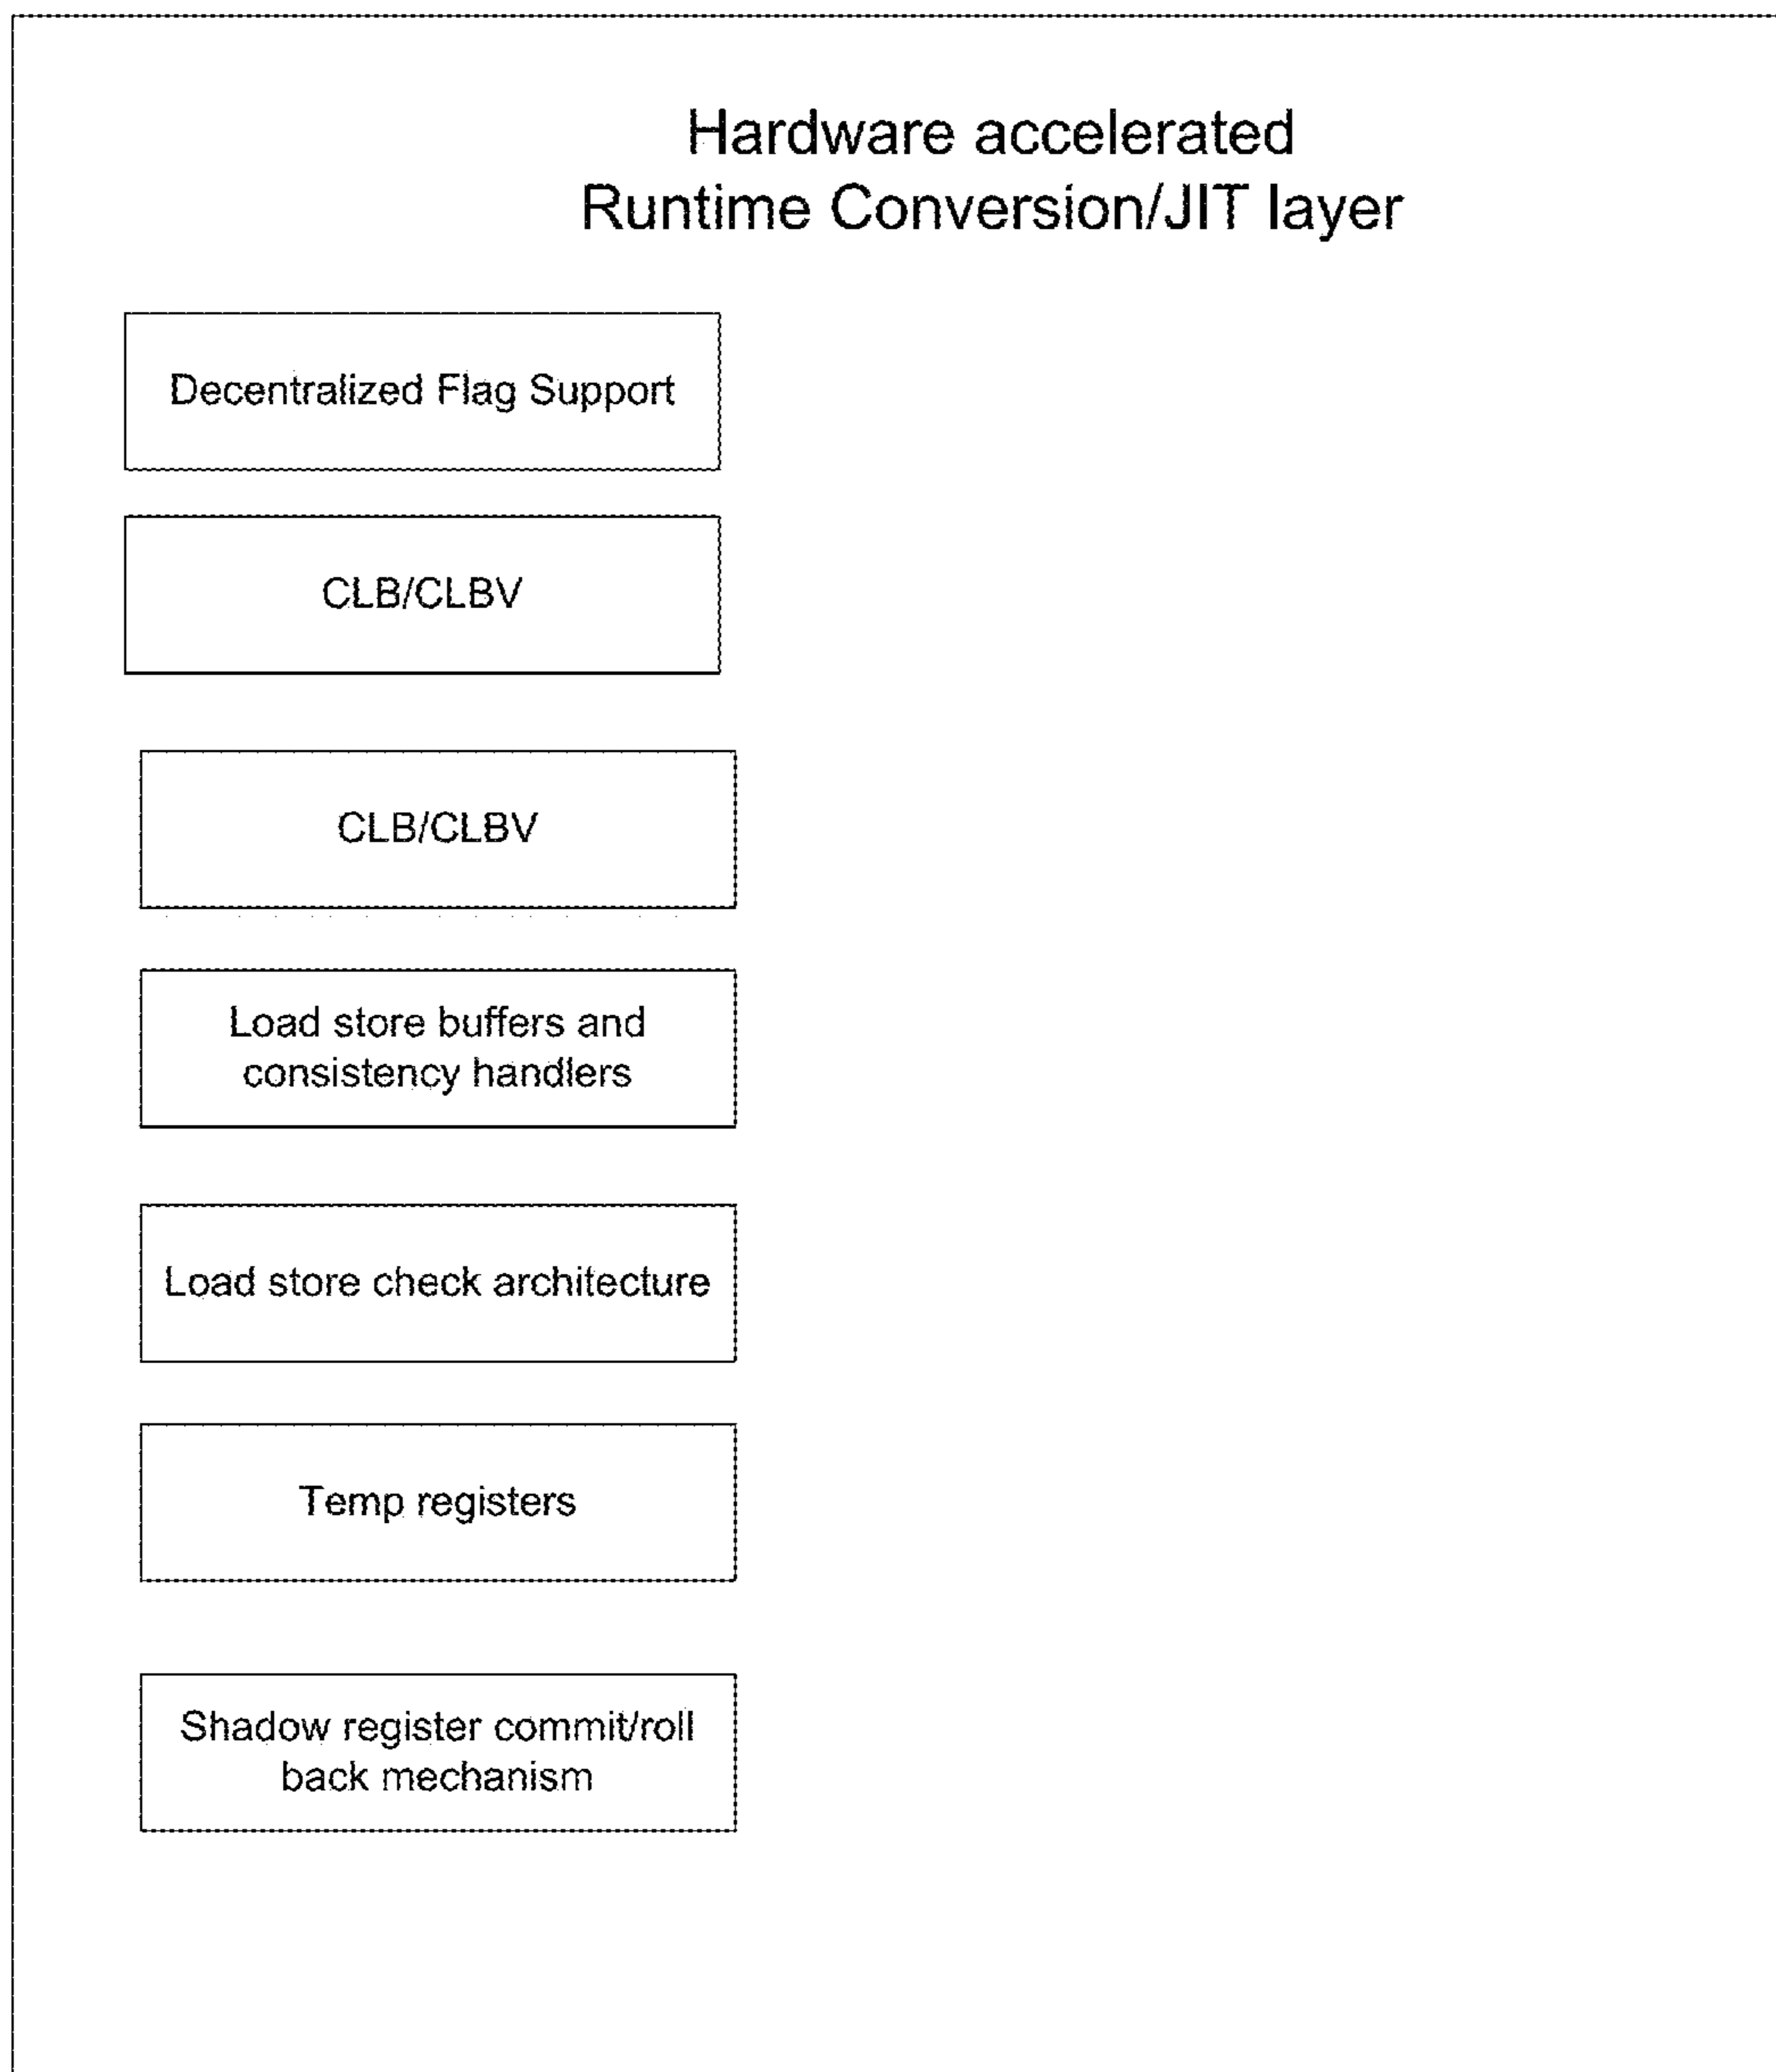 Hardware accelerated
Runtime Conversion/JIT layer
Decentralized Flag Support
CLB/CLBV
CLB/CLBV
Load store buffers and
consistency handlers
Load store check architecture
Temp registers
Shadow register commit/roll
back mechanism